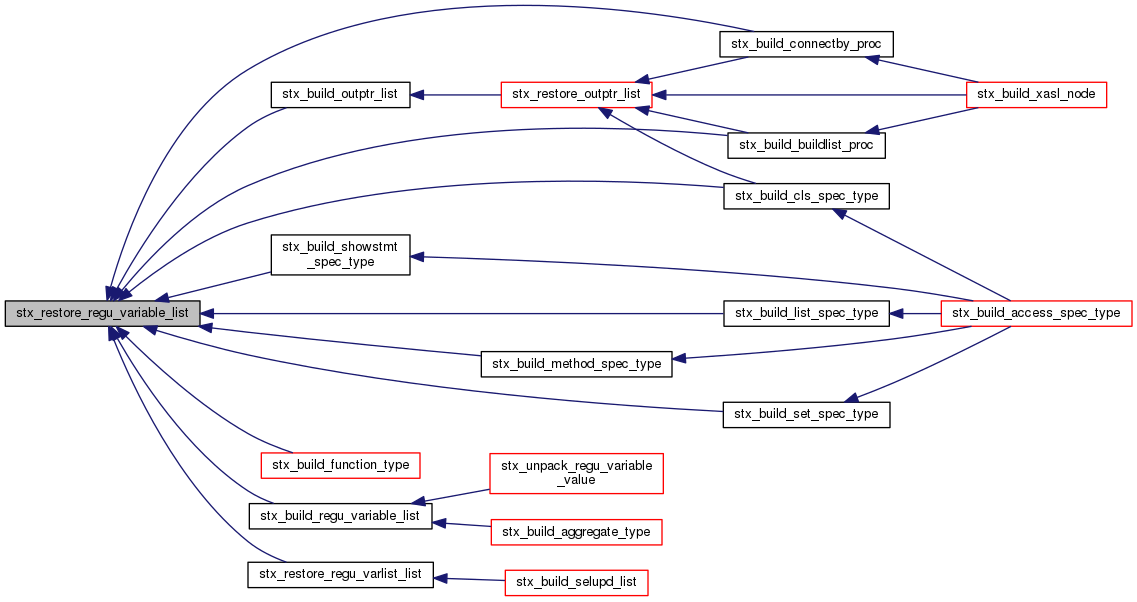 stx_build_connectby_proc
stx_build_outptr_list
stx_restore_outptr_list
stx_build_xasl_node
stx_build_buildlist_proc
stx_build_cls_spec_type
stx_build_showstmt
_spec_type
stx_restore_regu_variable_list
stx_build_list_spec_type
stx_build_access_spec_type
stx_build_method_spec_type
stx_build_set_spec_type
stx_build_function_type
stx_unpack_regu_variable
_value
stx_build_regu_variable_list
stx_build_aggregate_type
stx_restore_regu_varlist_list
stx_build_selupd_list